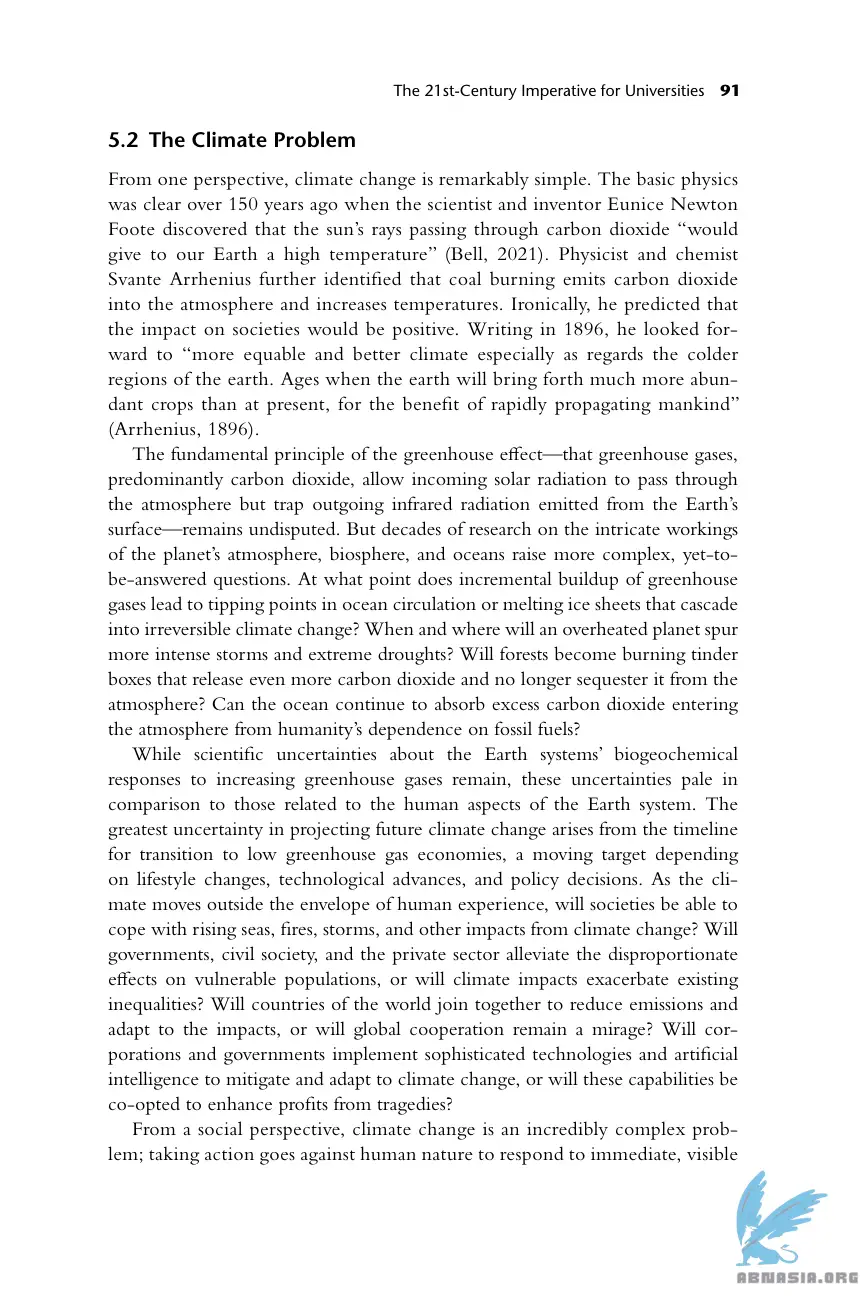 The 21st-Century Imperative for Universities 91
5.2 The Climate Problem
From one perspective, climate change is remarkably simple. The basic physics
was clear over 150 years ago when the scientist and inventor Eunice Newton
Foote discovered that the sun’s rays passing through carbon dioxide “would
give to our Earth a high temperature” (Bell, 2021). Physicist and chemist
Svante Arrhenius further identified that coal burning emits carbon dioxide
into the atmosphere and increases temperatures. Ironically, he predicted that
the impact on societies would be positive. Writing in 1896, he looked for-
ward to “more equable and better climate especially as regards the colder
regions of the earth. Ages when the earth will bring forth much more abun-
dant crops than at present, for the benefit of rapidly propagating mankind”
(Arrhenius, 1896).
The fundamental principle of the greenhouse effect—that greenhouse gases,
predominantly carbon dioxide, allow incoming solar radiation to pass through
the atmosphere but trap outgoing infrared radiation emitted from the Earth’s
surface—remains undisputed. But decades of research on the intricate workings
of the planet’s atmosphere, biosphere, and oceans raise more complex, yet-to-
be-answered questions. At what point does incremental buildup of greenhouse
gases lead to tipping points in ocean circulation or melting ice sheets that cascade
into irreversible climate change? When and where will an overheated planet spur
more intense storms and extreme droughts? Will forests become burning tinder
boxes that release even more carbon dioxide and no longer sequester it from the
atmosphere? Can the ocean continue to absorb excess carbon dioxide entering
the atmosphere from humanity’s dependence on fossil fuels?
While scientific uncertainties about the Earth systems’ biogeochemical
responses to increasing greenhouse gases remain, these uncertainties pale in
comparison to those related to the human aspects of the Earth system. The
greatest uncertainty in projecting future climate change arises from the timeline
for transition to low greenhouse gas economies, a moving target depending
on lifestyle changes, technological advances, and policy decisions. As the cli-
mate moves outside the envelope of human experience, will societies be able to
cope with rising seas, fires, storms, and other impacts from climate change? Will
governments, civil society, and the private sector alleviate the disproportionate
effects on vulnerable populations, or will climate impacts exacerbate existing
inequalities? Will countries of the world join together to reduce emissions and
adapt to the impacts, or will global cooperation remain a mirage? Will cor-
porations and governments implement sophisticated technologies and artificial
intelligence to mitigate and adapt to climate change, or will these capabilities be
co-opted to enhance profits from tragedies?
From a social perspective, climate change is an incredibly complex prob-
lem; taking action goes against human nature to respond to immediate, visible
ABNASIA.ORG